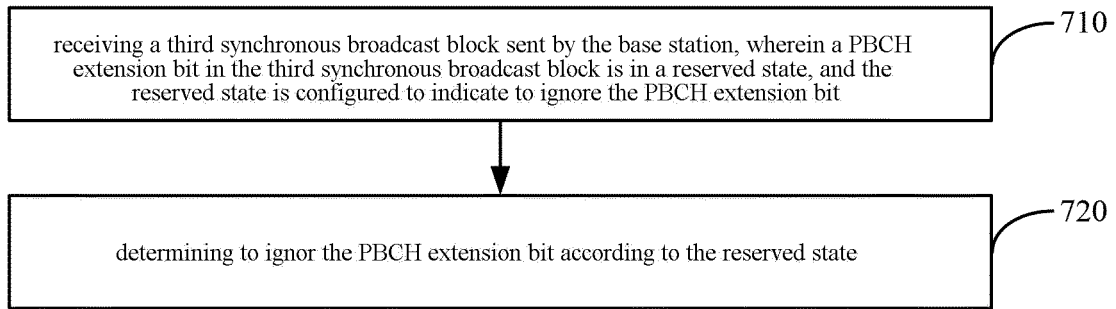 710
receiving a third synchronous broadcast block sent by the base station, wherein a PBCH
extension bit in the third synchronous broadcast block is in a reserved state, and the
reserved state is configured to indicate to ignore the PBCH extension bit
720
determining to ignor the PBCH extension bit according to the reserved state